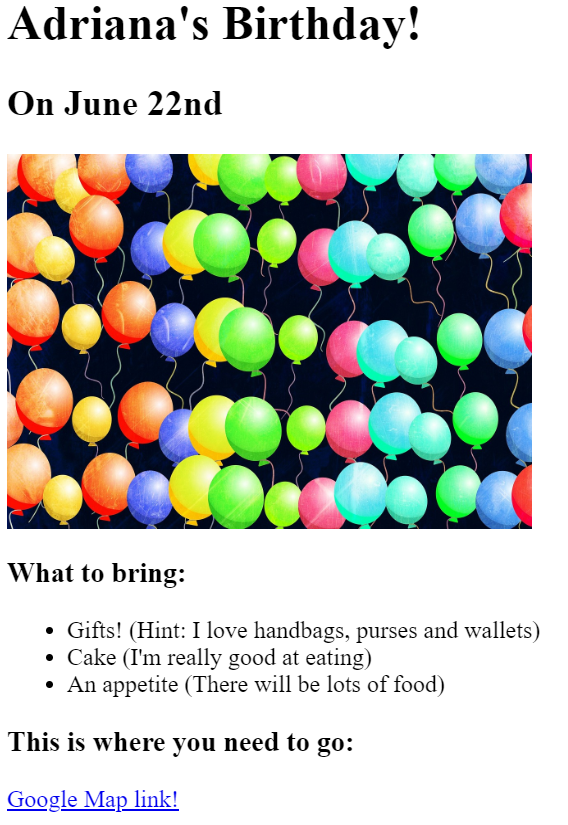 Adriana's Birthday!
On June 22nd
What to bring:
Gifts! (Hint: I love handbags, purses and wallets)
Cake (I'm really good at eating)
An appetite (There will be lots of food)
This is where you need to go:
Google Map link!